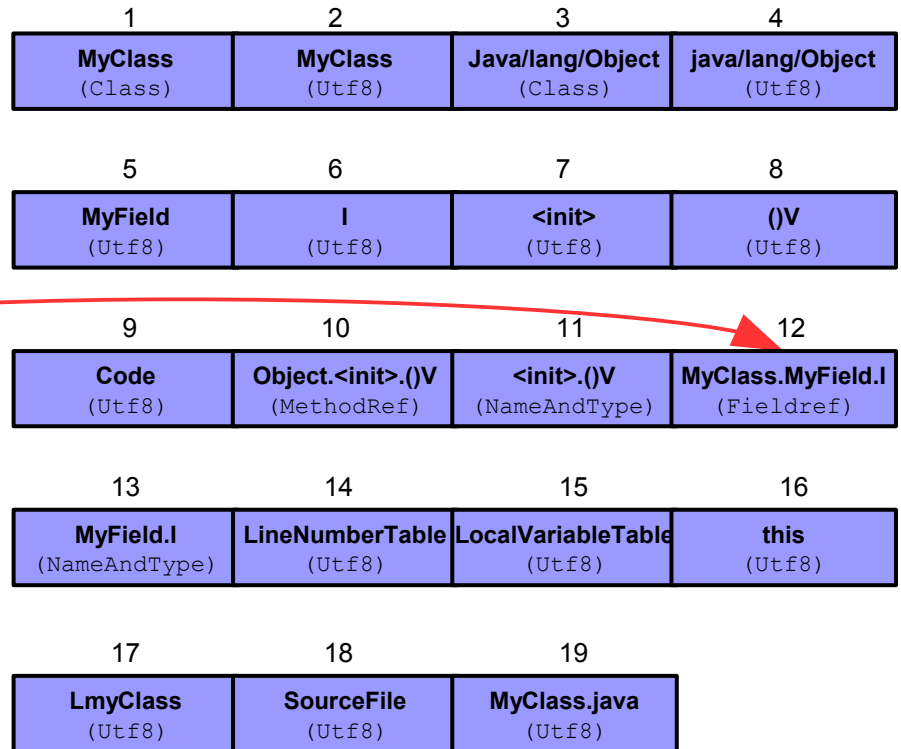 1 2 3 4
MyClass MyClass Java/lang/Object java/lang/Object
(Class) (Utf8) (Class) (Utf8)
5 6 7 8
MyField I <init> ()V
(Utf8) (Utf8) (Utf8) (Utf8)
9 10 11 12
Code Object.<init>.()V <init>.()V MyClass.MyField.I
(Utf8) (MethodRef) (NameAndType) (Fieldref)
13 14 15 16
MyField.I LineNumberTable LocalVariableTable this
(NameAndType) (Utf8) (Utf8) (Utf8)
17 18 19
LmyClass SourceFile MyClass.java
(Utf8) (Utf8) (Utf8)